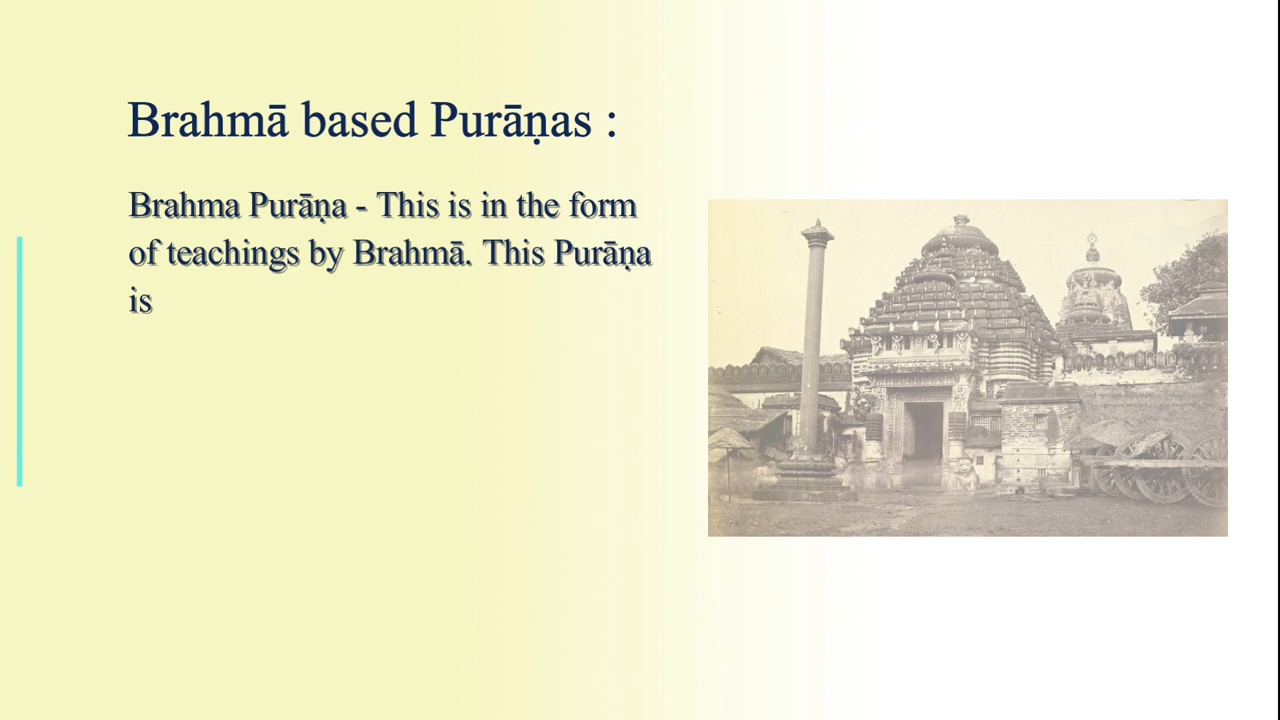 Brahmā based Purāṇas :
Brahma Purāṇa - This is in the form
of teachings by Brahmā. This Purāṇa
is